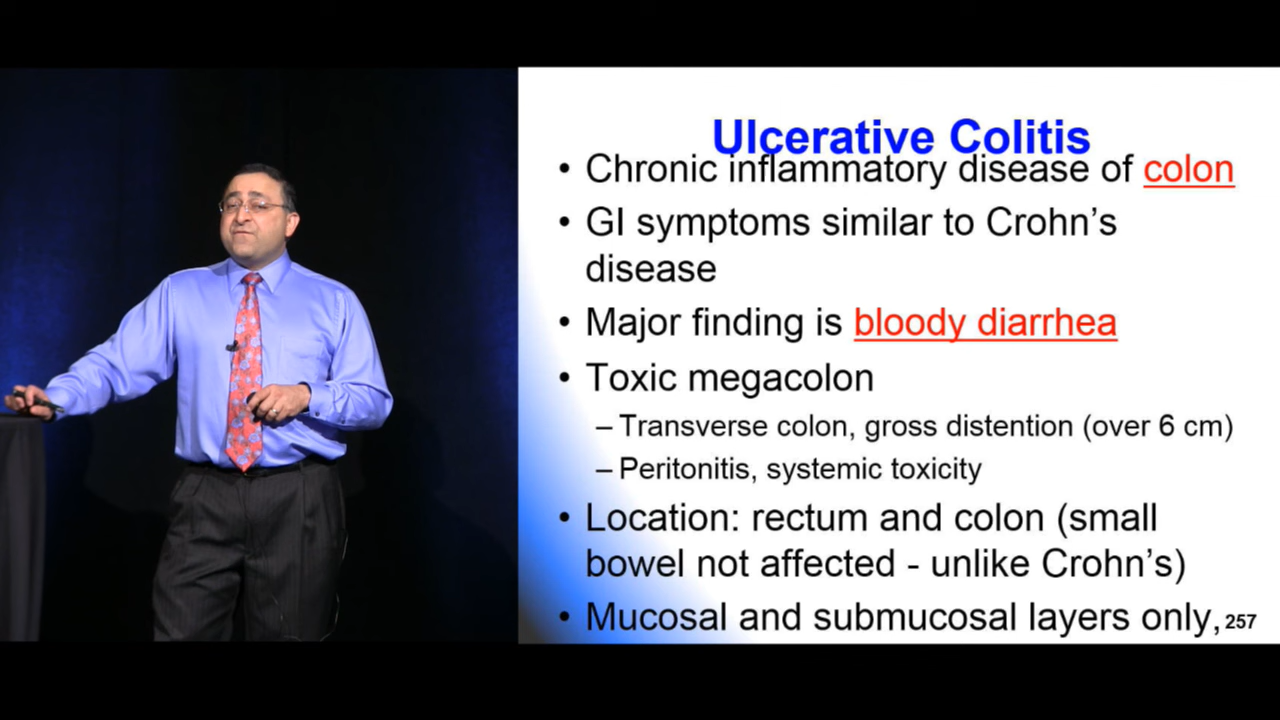 Ulcerative Colitis
• Chronic inflammatory disease of colon
• GI symptoms similar to Crohn’s
disease
• Major finding is bloody diarrhea
• Toxic megacolon
– Transverse colon, gross distention (over 6 cm)
– Peritonitis, systemic toxicity
• Location: rectum and colon (small
bowel not affected - unlike Crohn’s)
• Mucosal and submucosal layers only,
257